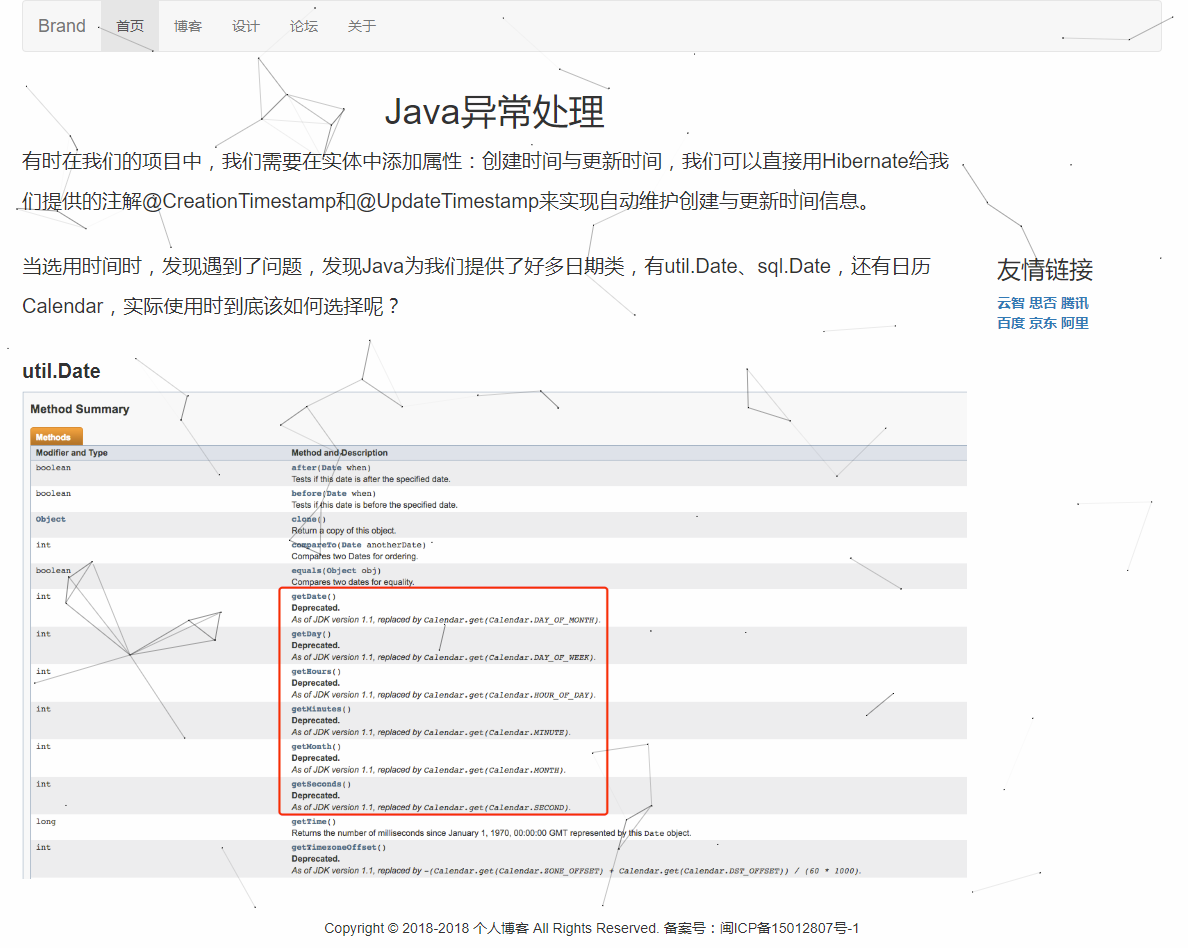 Brand 首页 博客 设计 论坛 关于
Java异常处理
有时在我们的项目中，我们需要在实体中添加属性：创建时间与更新时间，我们可以直接用Hibernate给我
们提供的注解@CreationTimestamp和@UpdateTimestamp来实现自动维护创建与更新时间信息。
当选用时间时，发现遇到了问题，发现Java为我们提供了好多日期类，有util.Date、sql.Date，还有日历
Calendar，实际使用时到底该如何选择呢？
友情链接
云智 思否 腾讯
百度 京东 阿里
util.Date
Method Summary
Methods
Modifier and Type Method and Description
boolean after(Date when)
Tests if this date is after the specified date.
boolean before(Date when)
Tests if this date is before the specified date.
Object clone()
Return a copy of this object.
int compareTo(Date anotherDate)
Compares two Dates for ordering.
boolean equals(Object obj)
Compares two dates for equality.
int getDate()
Deprecated.
As of JDK version 1.1, replaced by Calendar.get(Calendar.DAY_OF_MONTH).
int getDay()
Deprecated.
As of JDK version 1.1, replaced by Calendar.get(Calendar.DAY_OF_WEEK).
int getHours()
Deprecated.
As of JDK version 1.1, replaced by Calendar.get(Calendar.HOUR_OF_DAY).
int getMinutes()
Deprecated.
As of JDK version 1.1, replaced by Calendar.get(Calendar.MINUTE).
int getMonth()
Deprecated.
As of JDK version 1.1, replaced by Calendar.get(Calendar.MONTH).
int getSeconds()
Deprecated.
As of JDK version 1.1, replaced by Calendar.get(Calendar.SECOND).
long getTime()
Returns the number of milliseconds since January 1, 1970, 00:00:00 GMT represented by this Date object.
int getTimezoneOffset()
Deprecated.
As of JDK version 1.1, replaced by -(Calendar.get(Calendar.ZONE_OFFSET) + Calendar.get(Calendar.DST_OFFSET)) / (60 * 1000).
Copyright © 2018-2018 个人博客 All Rights Reserved. 备案号：闽ICP备15012807号-1